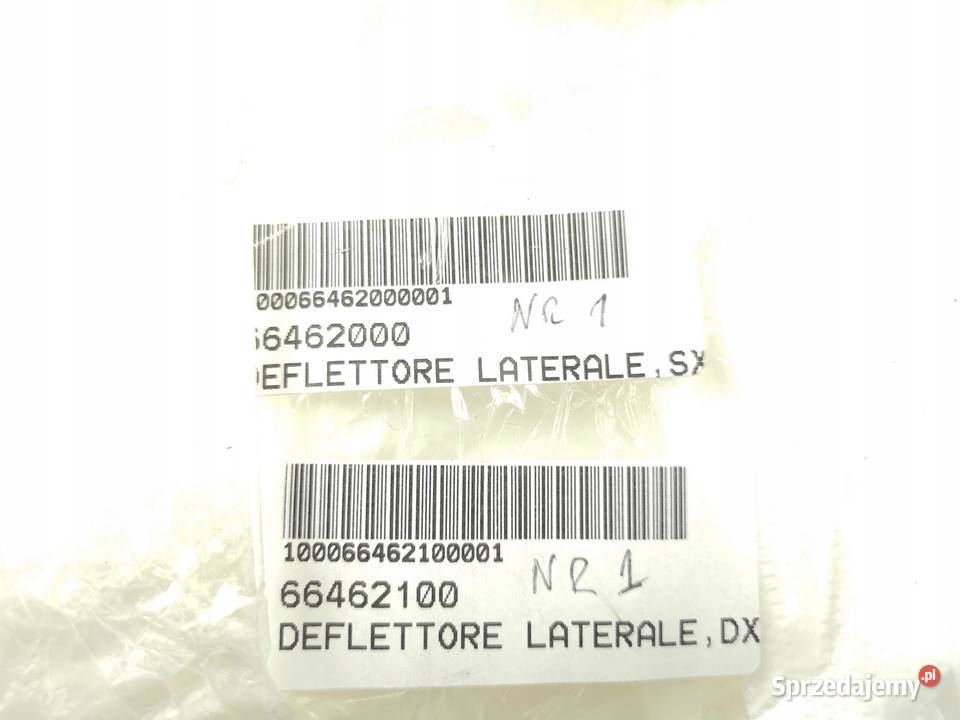 00066462000001
66462000
DEFLETTORE LATERALE,SX
NR 1
100066462100001
66462100
DEFLETTORE LATERALE,DX
NR 1
Sprzedajemy.pl